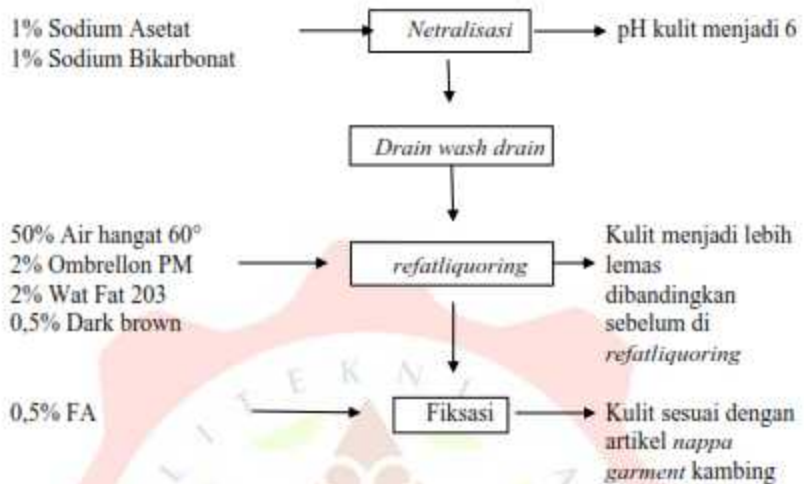 1% Sodium Asetat
1% Sodium Bikarbonat
Netralisasi
pH kulit menjadi 6
Drain wash drain
50% Air hangat 60°
2% Ombrellon PM
2% Wat Fat 203
0,5% Dark brown
refatliquoring
Kulit menjadi lebih
lemas
dibandingkan
sebelum di
refatliquoring
0,5% FA
Fiksasi
Kulit sesuai dengan
artikel nappa
garment kambing